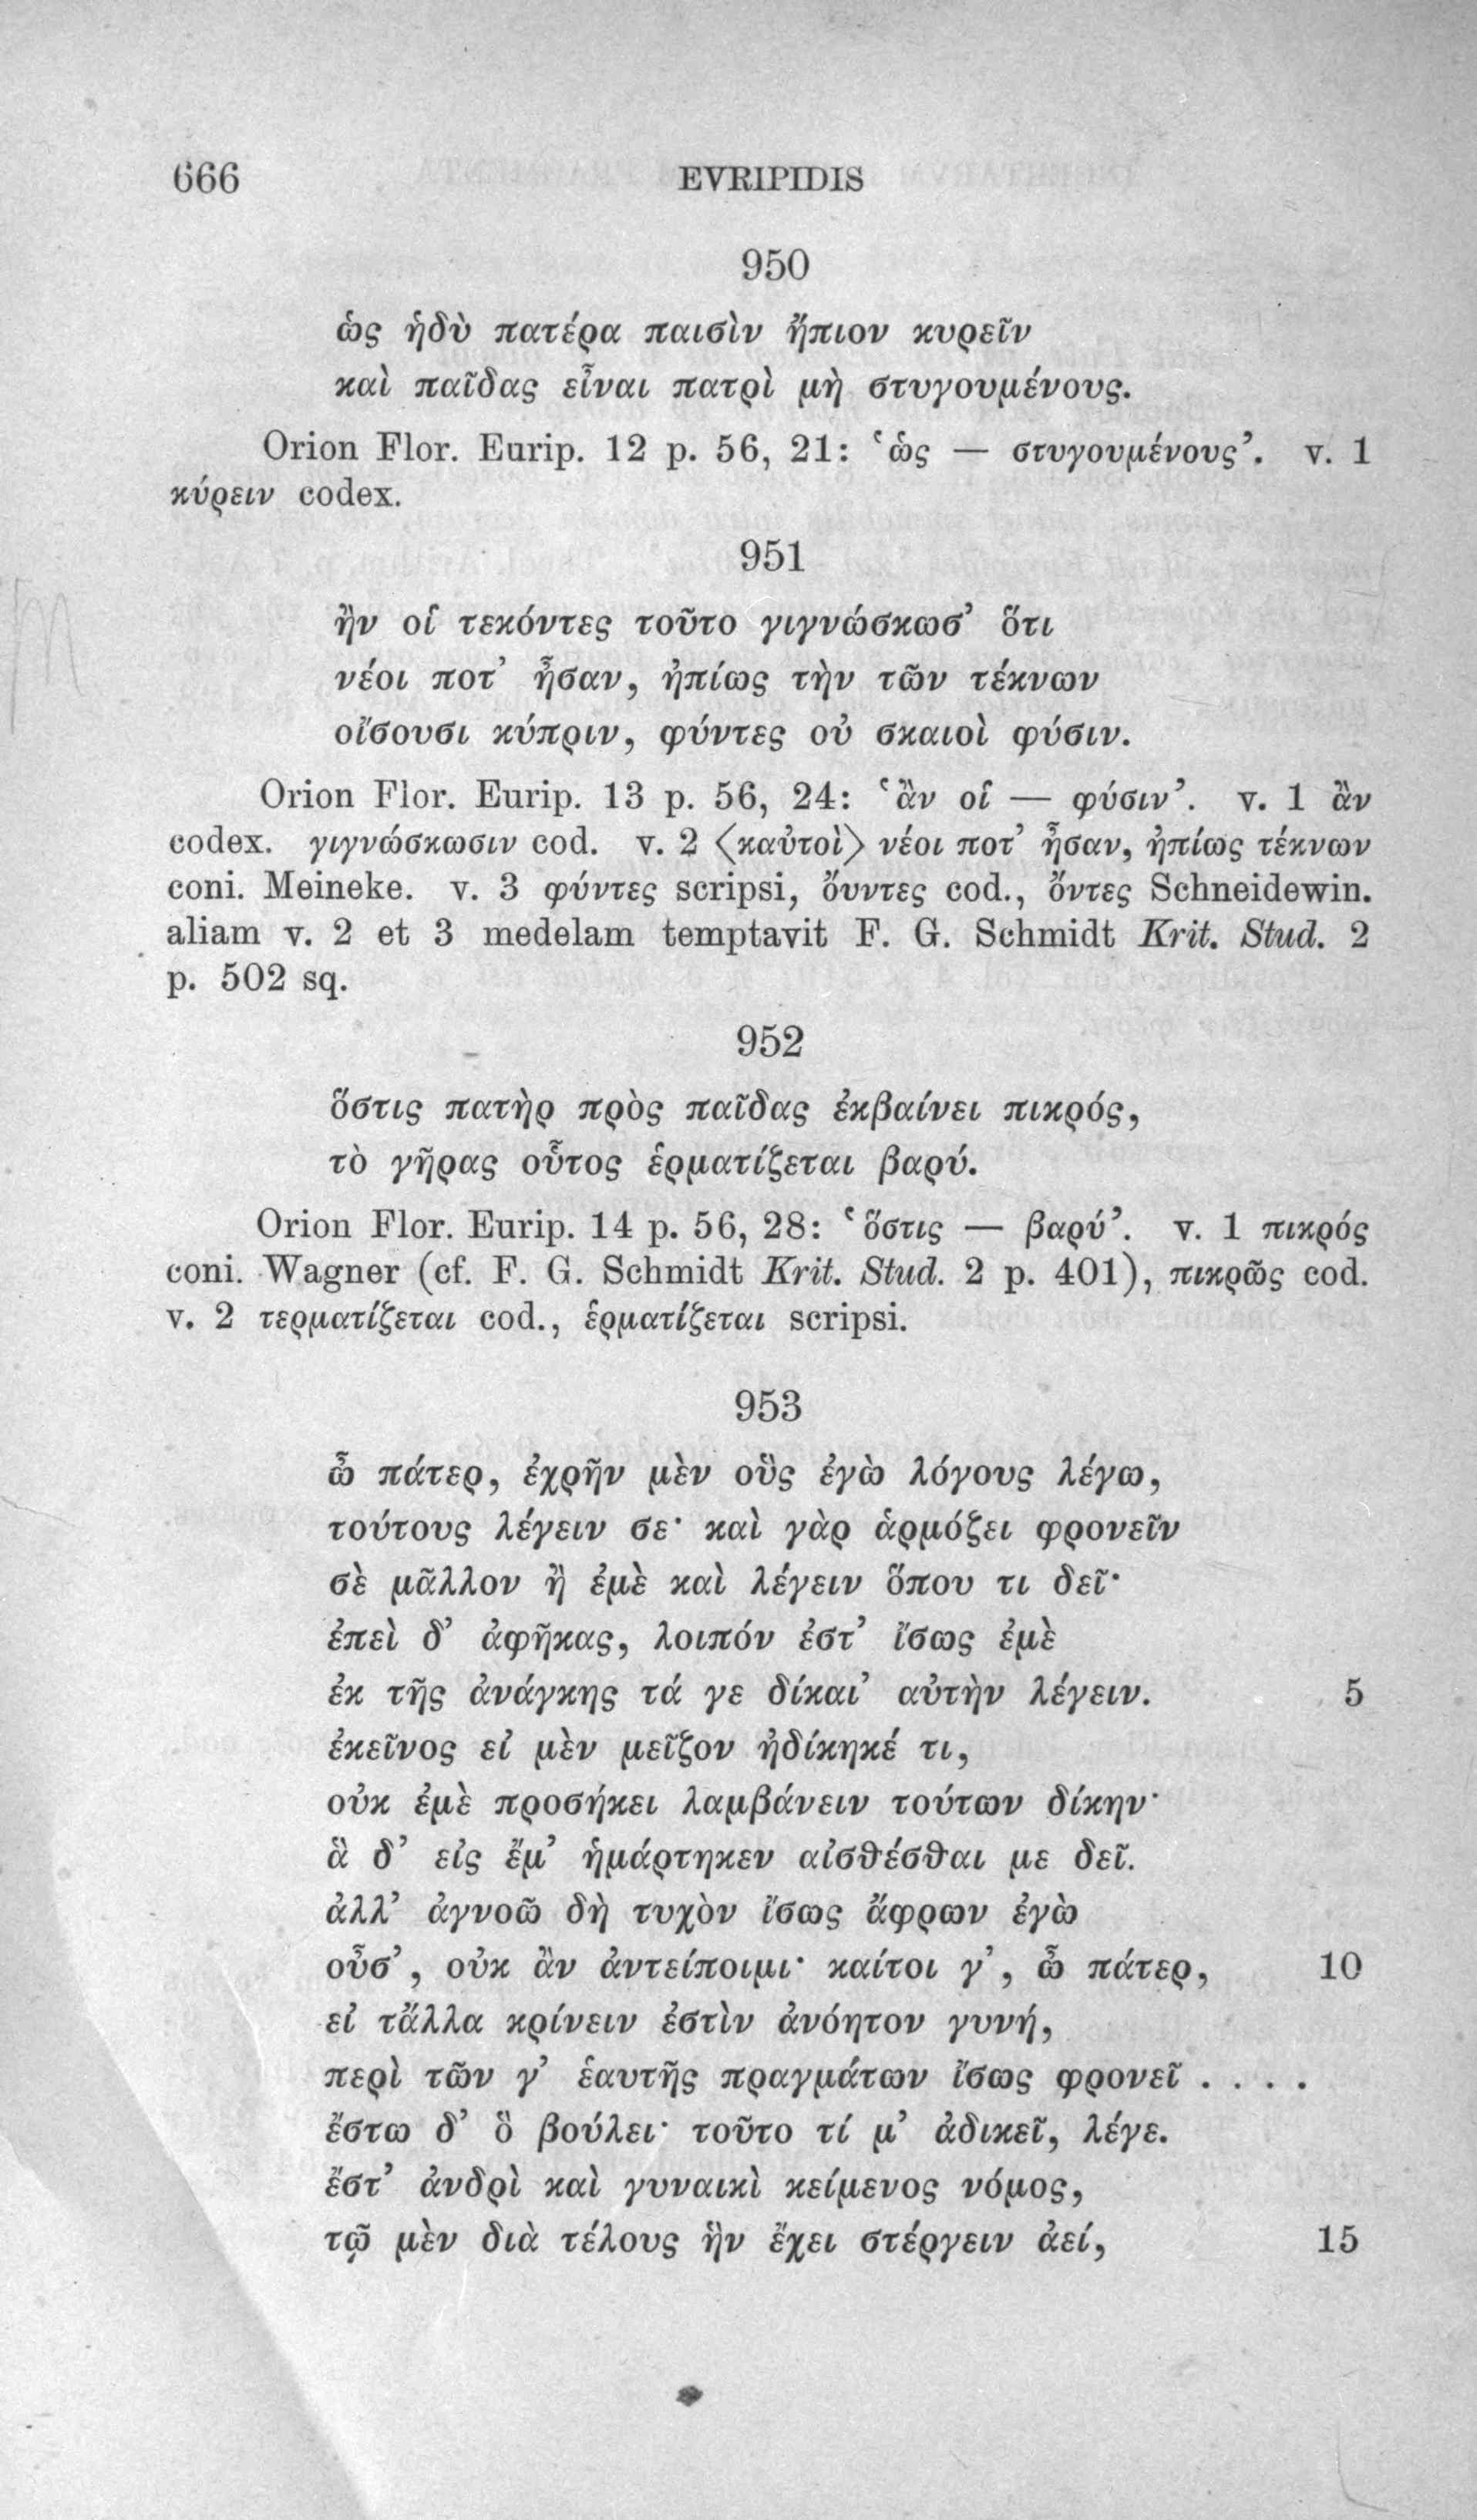 666 EVRIPIDIS
950
ὡς ἡδὺ πατέρα παισὶν ἤπιον κυρεῖν
καὶ παῖδας εἶναι πατρὶ μὴ στυγουμένους.
Orion Flor. Eurip. 12 p. 56, 21: ‘ὡς — στυγουμένους’. v. 1
κύρειν codex.
951
ἢν οἱ τεκόντες τοῦτο γιγνώσκωσ’ ὅτι
νέοι ποτ’ ἦσαν, ἠπίως τὴν τῶν τέκνων
οἴσουσι κύπριν, φύντες οὐ σκαιοὶ φύσιν.
Orion Flor. Eurip. 13 p. 56, 24: ‘ἂν οἱ — φύσιν’. v. 1 ἂν
codex. γιγνώσκωσιν cod. v. 2 〈καὐτοὶ〉 νέοι ποτ’ ἦσαν, ἠπίως τέκνων
coni. Meineke. v. 3 φύντες scripsi, ὄυντες cod., ὄντες Schneidewin.
aliam v. 2 et 3 medelam temptavit F. G. Schmidt Krit. Stud. 2
p. 502 sq.
952
ὅστις πατὴρ πρὸς παῖδας ἐκβαίνει πικρός,
τὸ γῆρας οὗτος ἑρματίζεται βαρύ.
Orion Flor. Eurip. 14 p. 56, 28: ‘ὅστις — βαρύ’. v. 1 πικρός
coni. Wagner (cf. F. G. Schmidt Krit. Stud. 2 p. 401), πικρῶς cod.
v. 2 τερματίζεται cod., ἑρματίζεται scripsi.
953
ὦ πάτερ, ἐχρῆν μὲν οὓς ἐγὼ λόγους λέγω,
τούτους λέγειν σε· καὶ γὰρ ἁρμόζει φρονεῖν
σὲ μᾶλλον ἢ ἐμὲ καὶ λέγειν ὅπου τι δεῖ·
ἐπεὶ δ’ ἀφῆκας, λοιπόν ἐστ’ ἴσως ἐμὲ
ἐκ τῆς ἀνάγκης τά γε δίκαι’ αὐτὴν λέγειν. 5
ἐκεῖνος εἰ μὲν μεῖζον ἠδίκηκέ τι,
οὐκ ἐμὲ προσήκει λαμβάνειν τούτων δίκην·
ἃ δ’ εἰς ἔμ’ ἡμάρτηκεν αἰσθέσθαι με δεῖ.
ἀλλ’ ἀγνοῶ δὴ τυχὸν ἴσως ἄφρων ἐγὼ
οὖσ’, οὐκ ἂν ἀντείποιμι· καίτοι γ’, ὦ πάτερ, 10
εἰ τἄλλα κρίνειν ἐστὶν ἀνόητον γυνή,
περὶ τῶν γ’ ἑαυτῆς πραγμάτων ἴσως φρονεῖ . . . .
ἔστω δ’ ὃ βούλει· τοῦτο τί μ’ ἀδικεῖ, λέγε.
ἔστ’ ἀνδρὶ καὶ γυναικὶ κείμενος νόμος,
τῷ μὲν διὰ τέλους ἣν ἔχει στέργειν ἀεί, 15